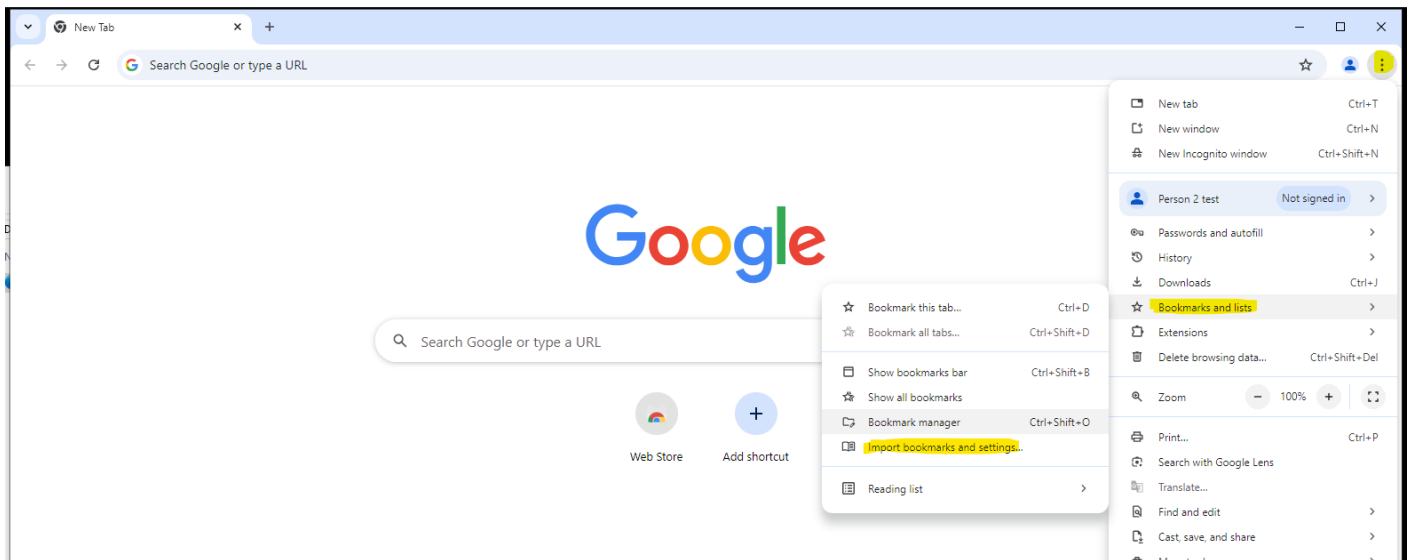 New Tab
Search Google or type a URL
New tab Ctrl+T
New window Ctrl+N
New Incognito window Ctrl+Shift+N
Person 2 test Not signed in
Passwords and autofill
History
Downloads Ctrl+J
Bookmarks and lists
Extensions
Delete browsing data... Ctrl+Shift+Del
Zoom - 100% +
Print... Ctrl+P
Search with Google Lens
Translate...
Find and edit
Cast, save, and share
Google
Search Google or type a URL
Web Store
Add shortcut
Bookmark this tab... Ctrl+D
Bookmark all tabs... Ctrl+Shift+D
Show bookmarks bar Ctrl+Shift+B
Show all bookmarks
Bookmark manager Ctrl+Shift+O
Import bookmarks and settings...
Reading list